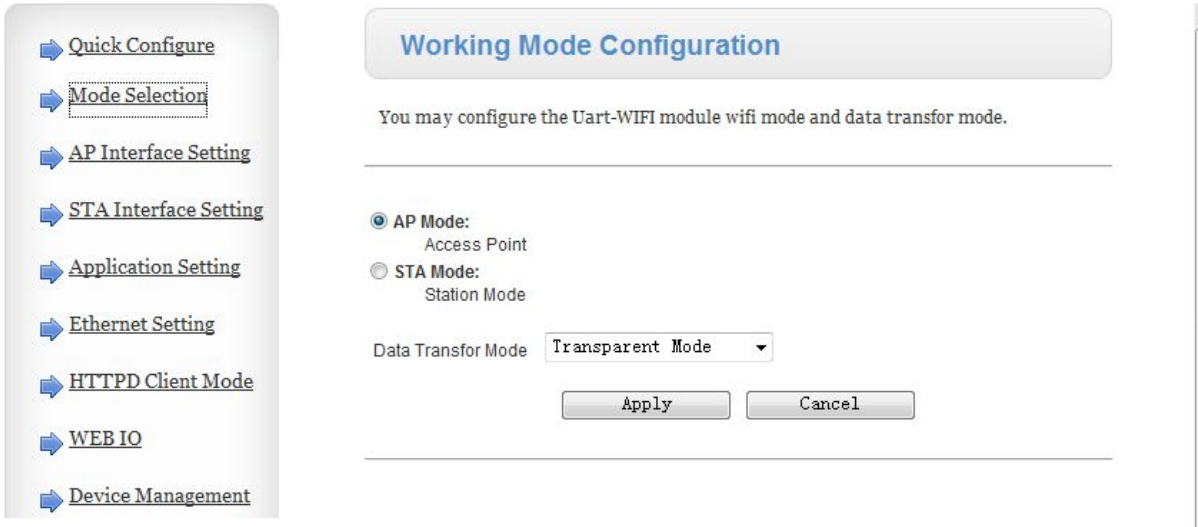 Quick Configure
Mode Selection
AP Interface Setting
STA Interface Setting
Application Setting
Ethernet Setting
HTTPD Client Mode
WEB IO
Device Management
Working Mode Configuration
You may configure the Uart-WIFI module wifi mode and data transfor mode.
AP Mode:
Access Point
STA Mode:
Station Mode
Data Transfor Mode Transparent Mode
Apply Cancel